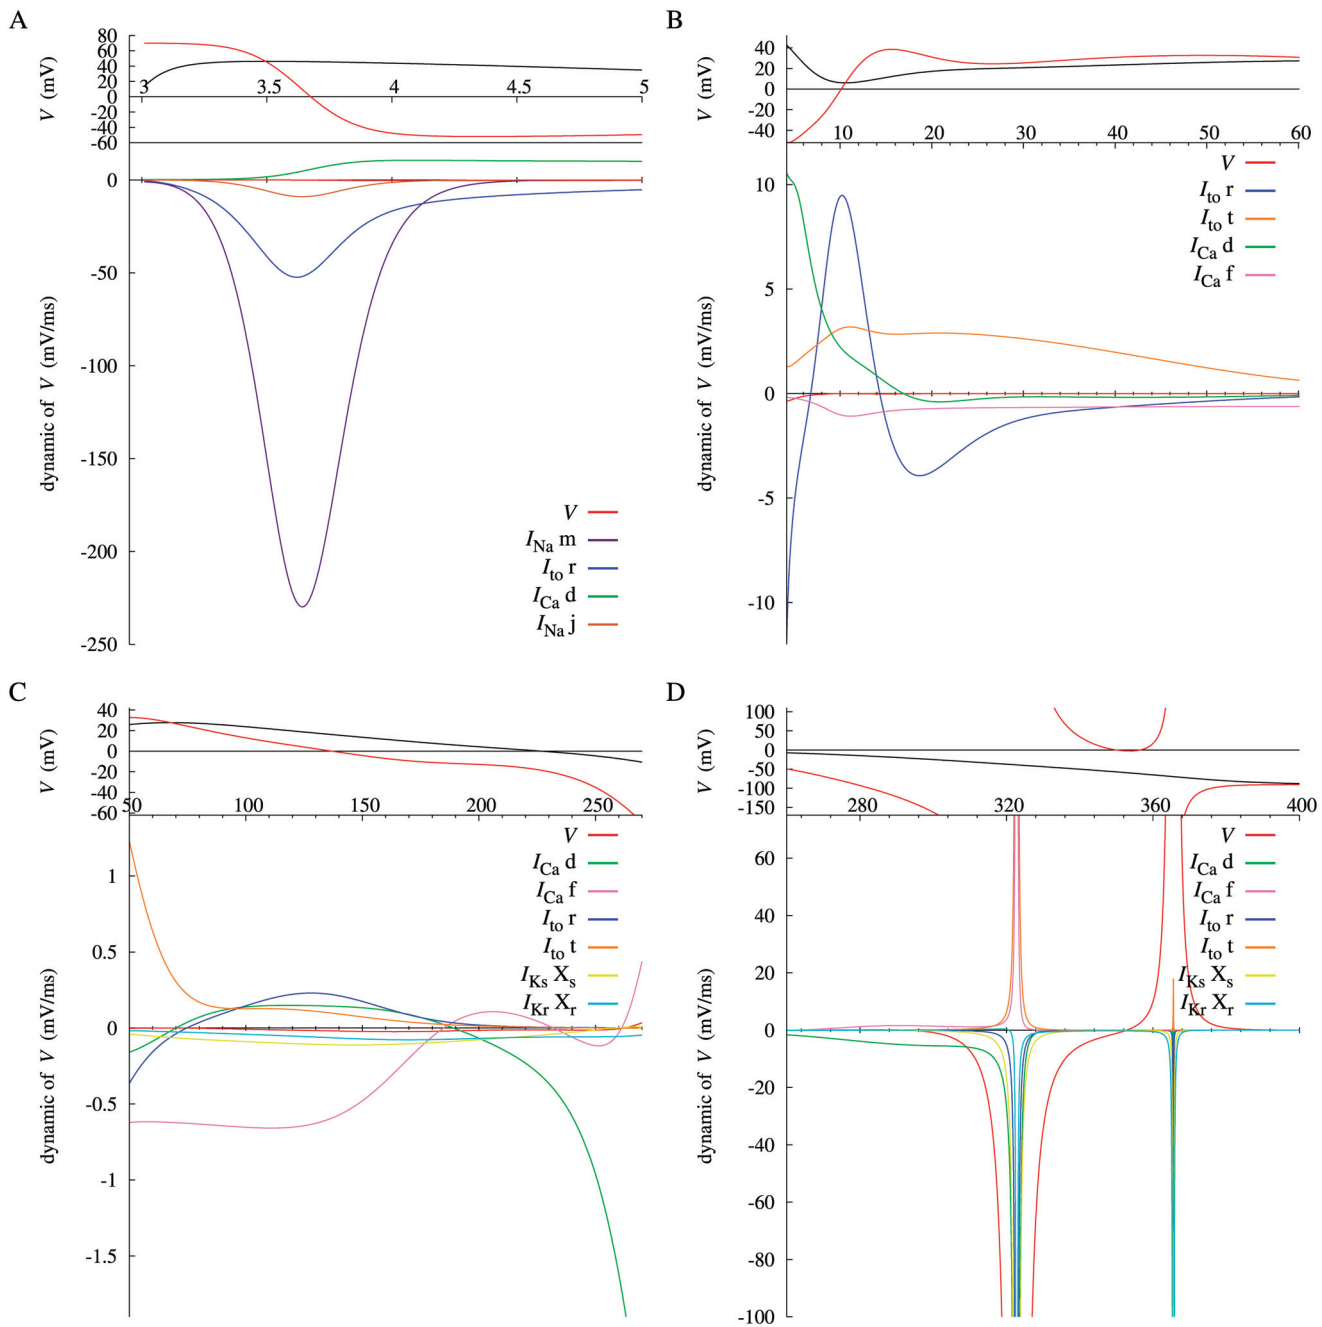 A
V (mV)
80
60
40
20
0
-20
-40
-60
3
3.5
4
4.5
5
dynamic of V (mV/ms)
0
-50
-100
-150
-200
-250
V
INa m
Ito r
ICa d
INa j
B
V (mV)
40
20
0
-20
-40
10
20
30
40
50
60
dynamic of V (mV/ms)
10
5
0
-5
-10
V
Ito r
Ito t
ICa d
ICa f
C
V (mV)
40
20
0
-20
-40
-60
50
100
150
200
250
dynamic of V (mV/ms)
1
0.5
0
-0.5
-1
-1.5
V
ICa d
ICa f
Ito r
Ito t
IKs Xs
IKr Xr
D
V (mV)
100
50
0
-50
-100
-150
280
320
360
400
dynamic of V (mV/ms)
60
40
20
0
-20
-40
-60
-80
-100
V
ICa d
ICa f
Ito r
Ito t
IKs Xs
IKr Xr